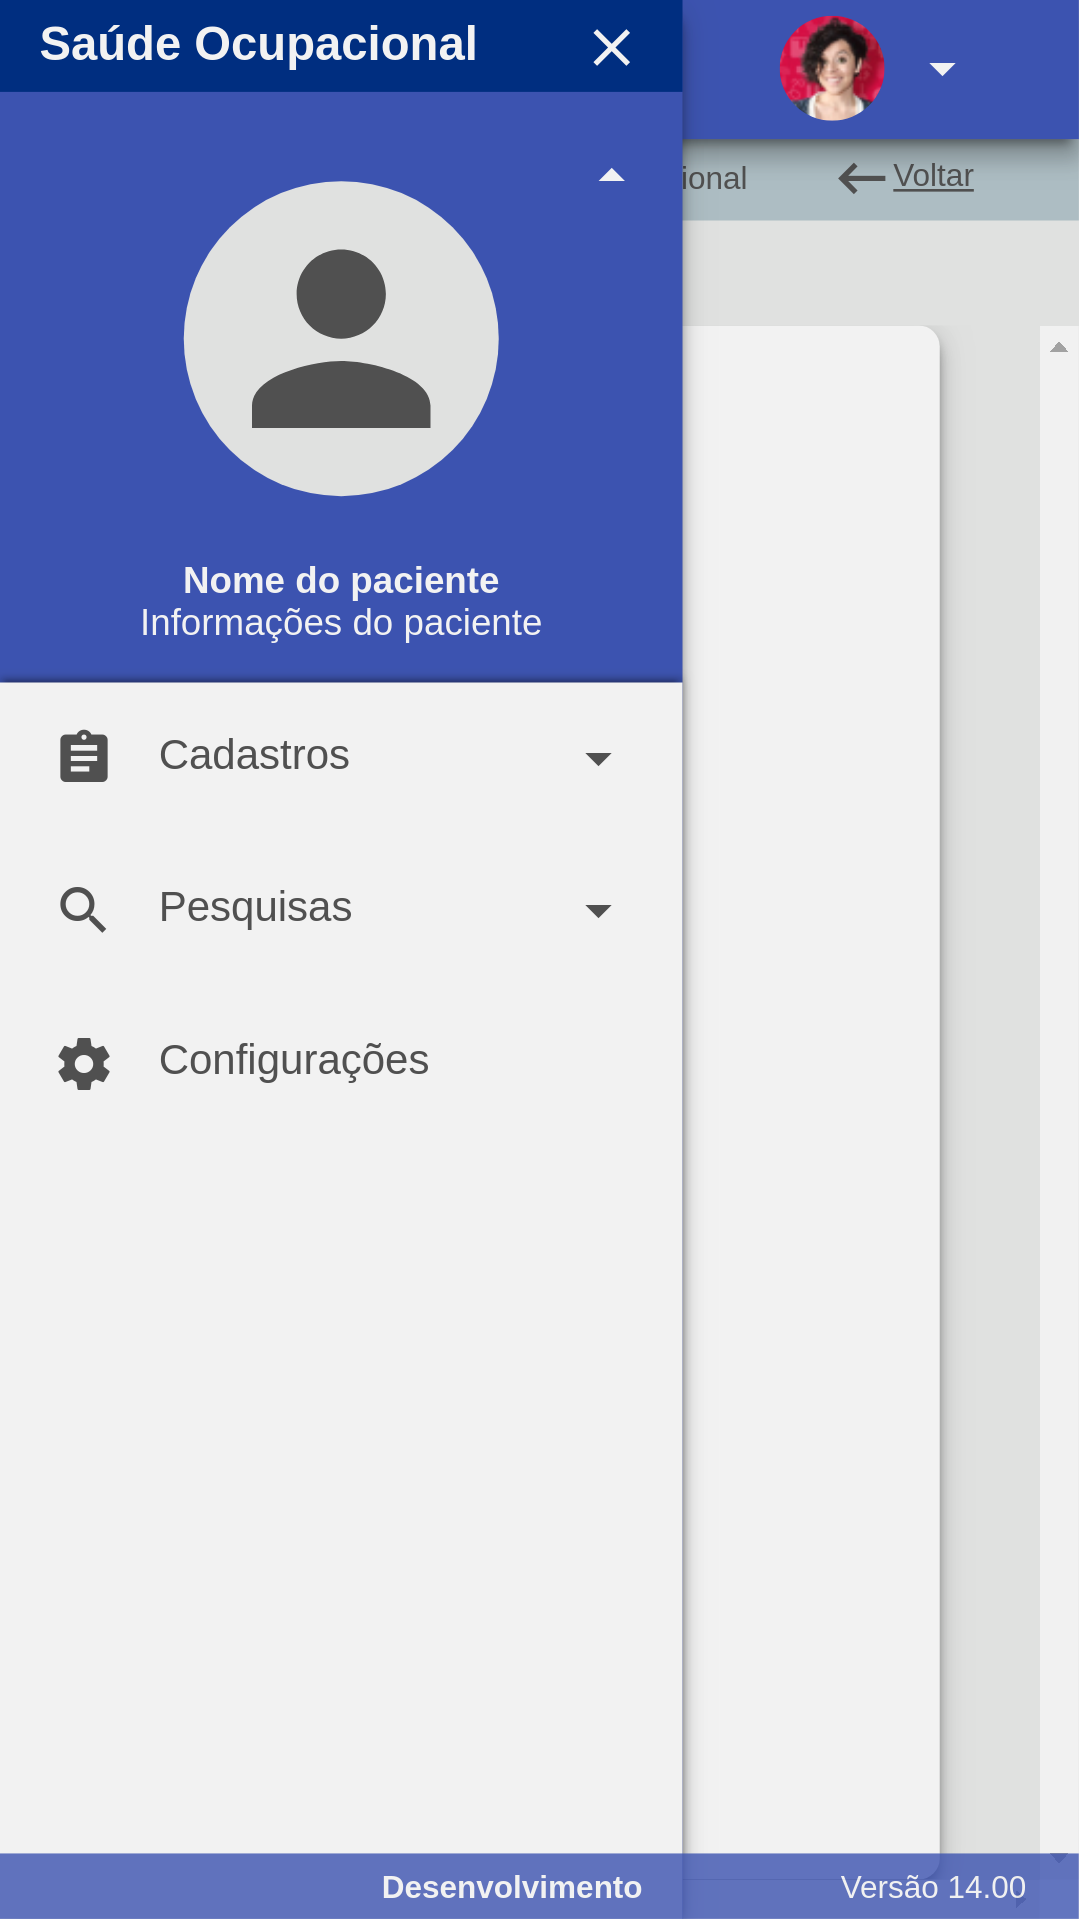 Saúde Ocupacional
ional
Voltar
Nome do paciente
Informações do paciente
Cadastros
Pesquisas
Configurações
Desenvolvimento
Versão 14.00